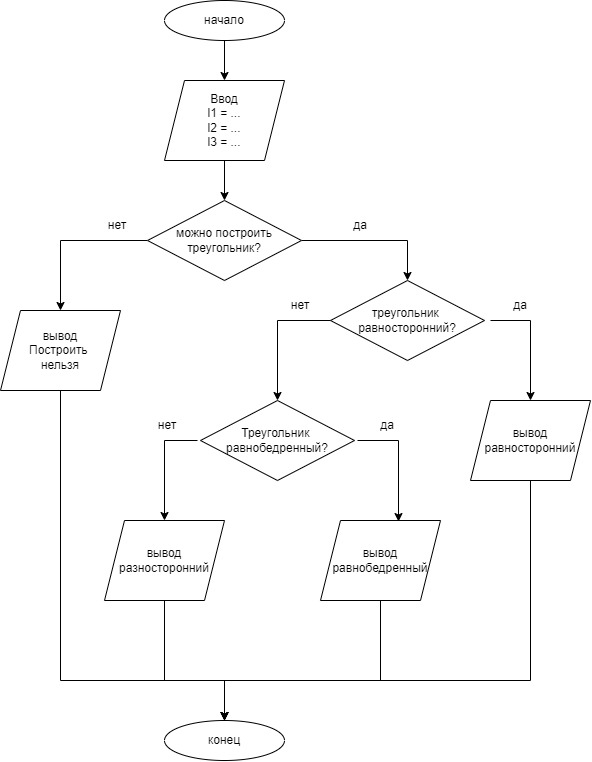 начало
Ввод
l1 = ...
l2 = ...
l3 = ...
можно построить
треугольник?
нет
да
вывод
Построить
нельзя
треугольник
равносторонний?
нет
да
Треугольник
равнобедренный?
нет
да
вывод
равносторонний
вывод
разносторонний
вывод
равнобедренный
конец